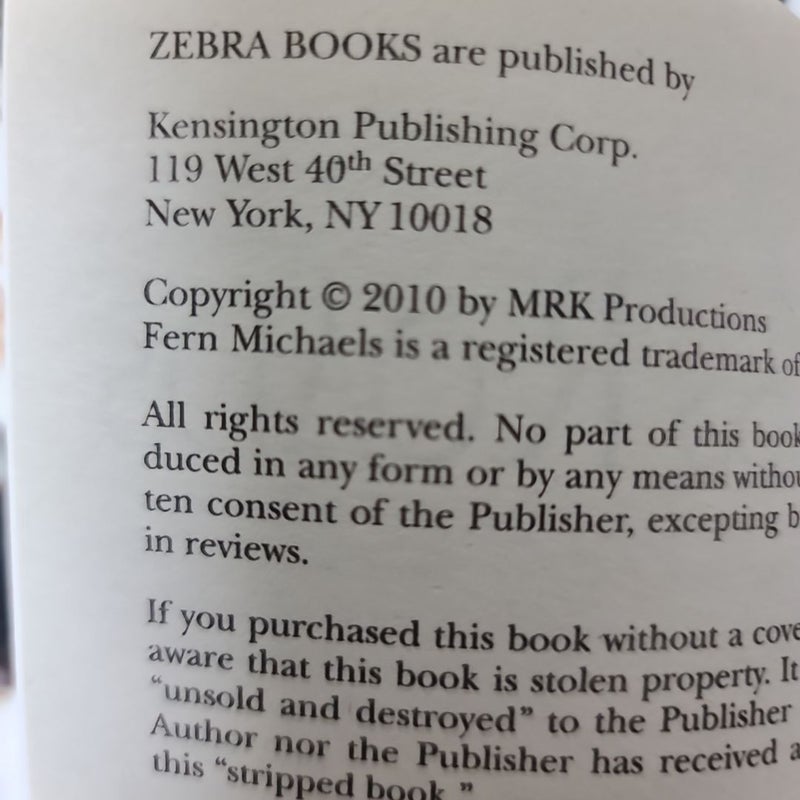 ZEBRA BOOKS are published by
Kensington Publishing Corp.
119 West 40th Street
New York, NY 10018
Copyright © 2010 by MRK Productions
Fern Michaels is a registered trademark of
All rights reserved. No part of this book
duced in any form or by any means
ten consent of the Publisher, excepting
in reviews.
If you purchased this book without a
aware that this book is stolen property. It
“unsold and destroyed” to the Publisher
Author nor the Publisher has received
this “stripped book.”